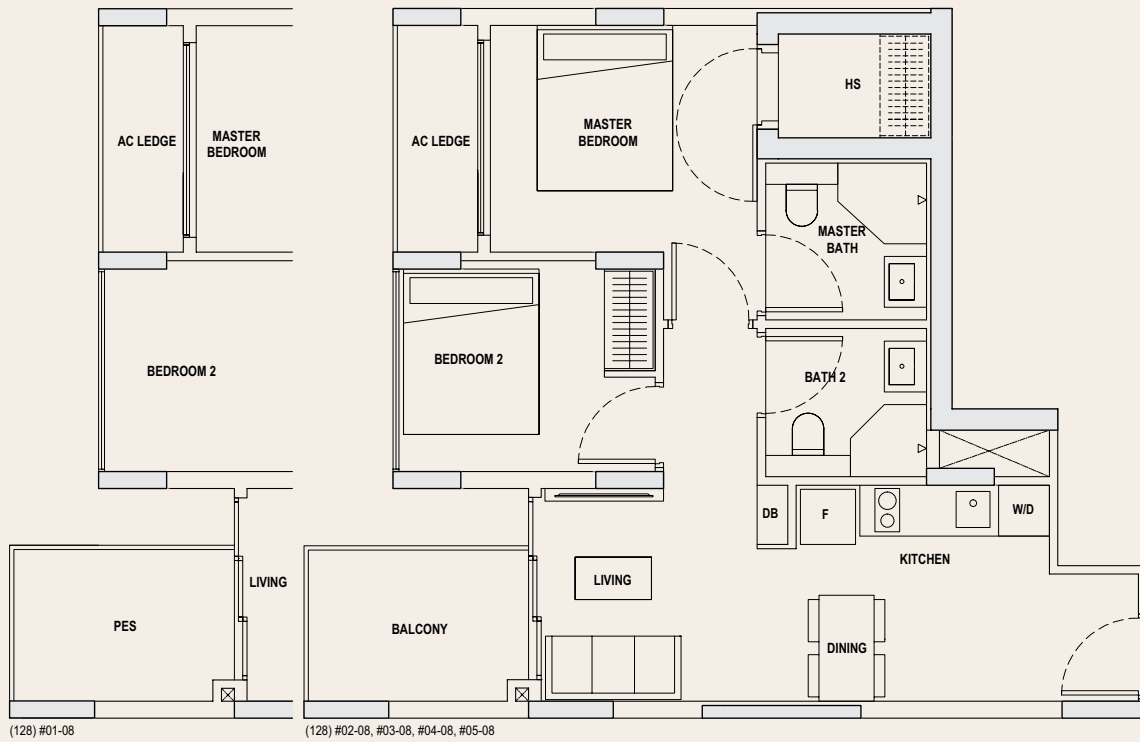 AC LEDGE
MASTER
BEDROOM
BEDROOM 2
LIVING
PES
(128) #01-08
AC LEDGE
MASTER
BEDROOM
HS
MASTER
BATH
BEDROOM 2
BATH 2
DB
F
W/D
KITCHEN
LIVING
BALCONY
DINING
(128) #02-08, #03-08, #04-08, #05-08